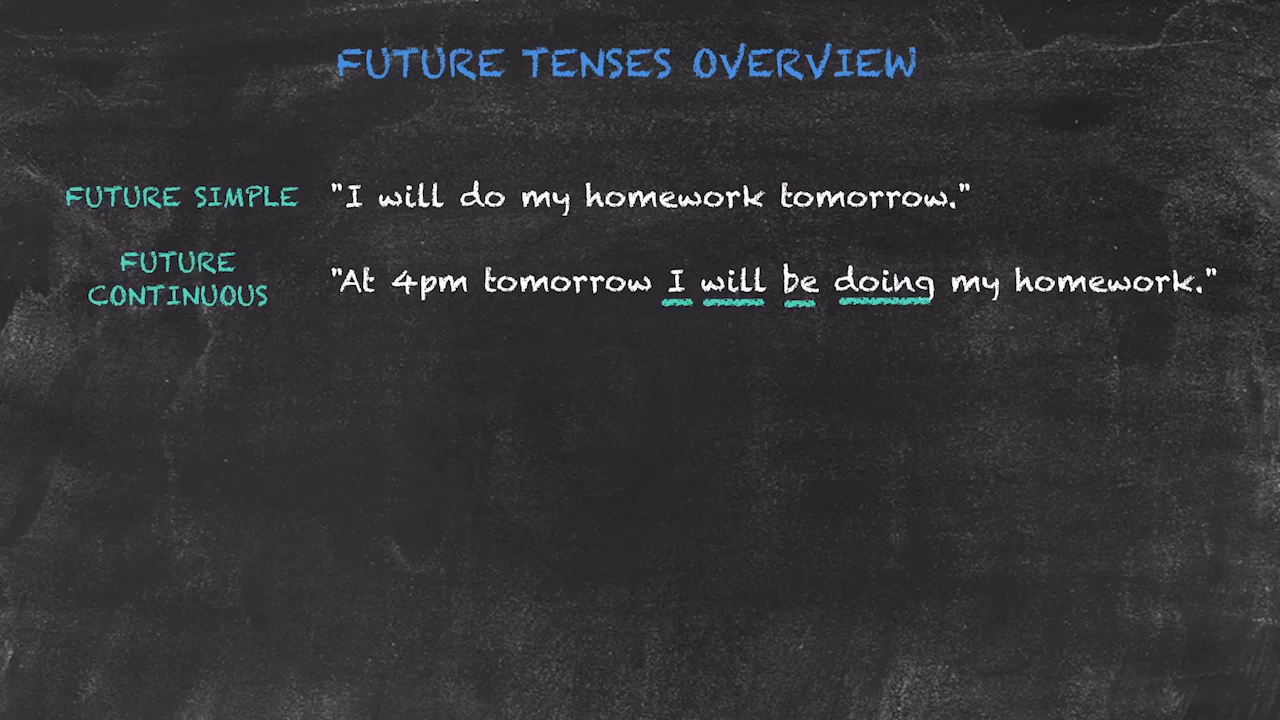 FUTURE TENSES OVERVIEW
FUTURE SIMPLE "I will do my homework tomorrow."
FUTURE
CONTINUOUS "At 4pm tomorrow I will be doing my homework."